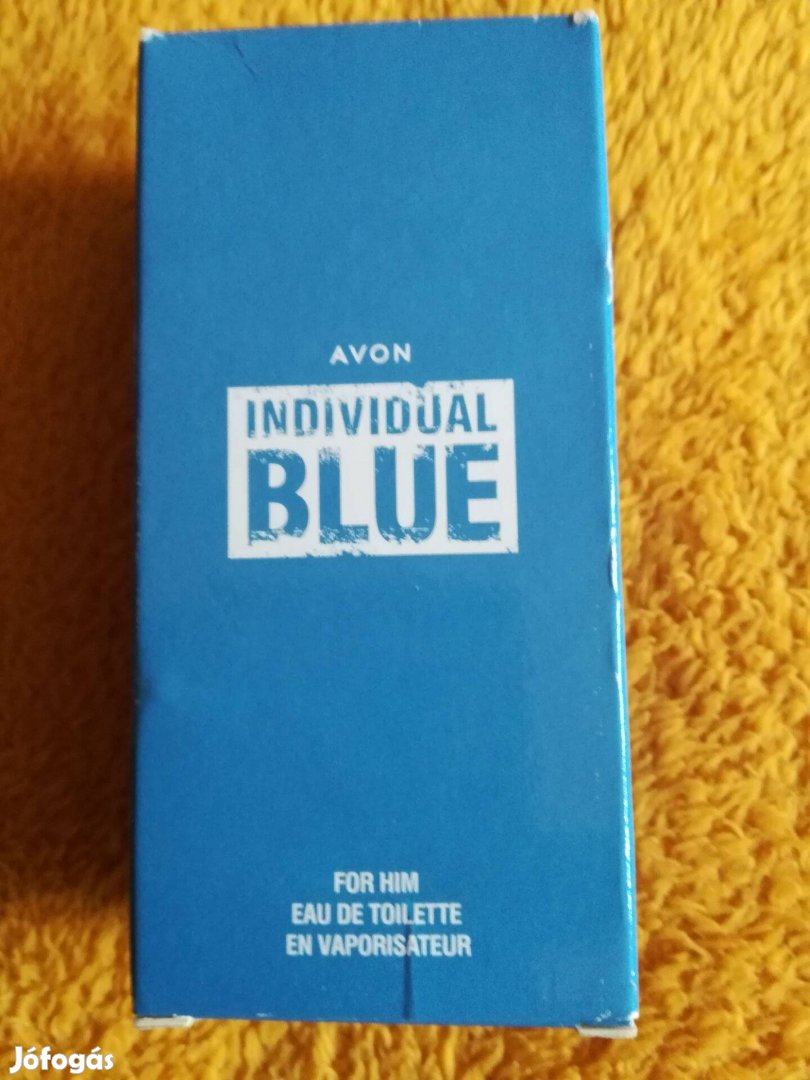 AVON
INDIVIDUAL
BLUE
FOR HIM
EAU DE TOILETTE
EN VAPORISATEUR
Jófogás